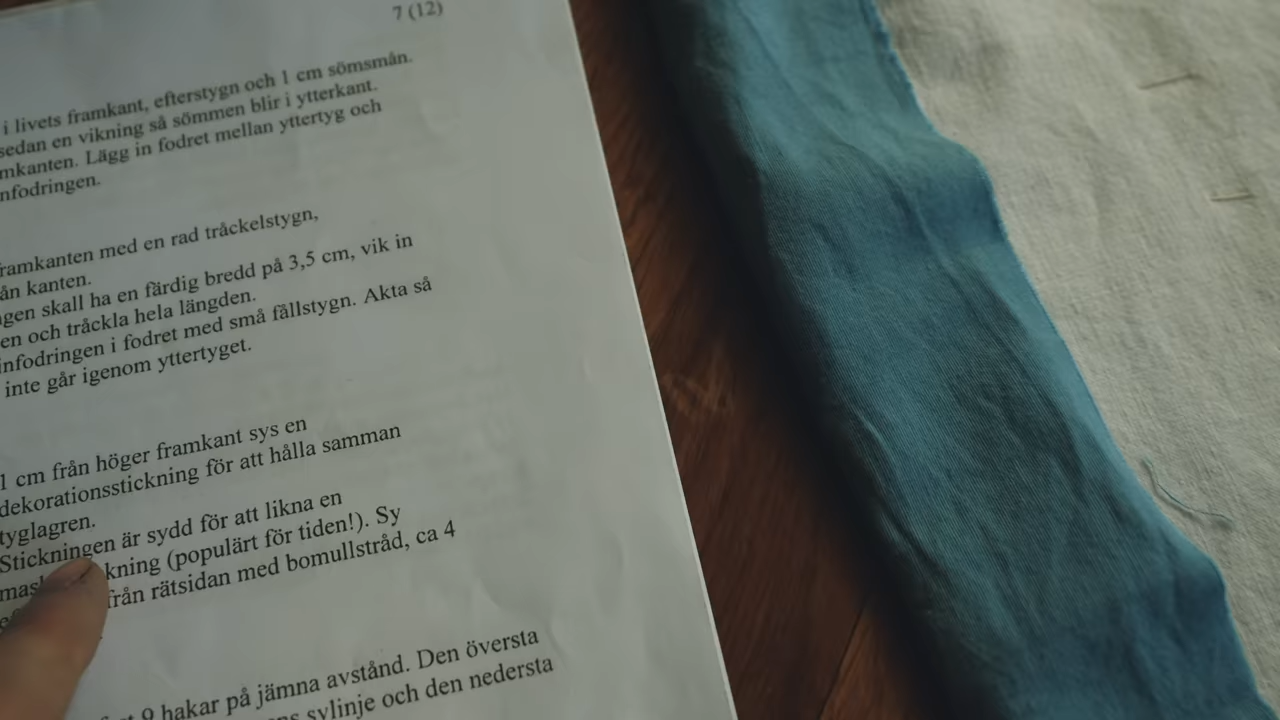 7 (12)
i livets framkant, efterstygn och 1 cm sömsmån.
sedan en vikning så sömmen blir i ytterkant.
mkanten. Lägg in fodret mellan yttertyg och
nfodringen.
ramkanten med en rad tråckelstygn,
ån kanten.
gen skall ha en färdig bredd på 3,5 cm, vik in
en och tråckla hela längden.
infodringen i fodret med små fållstygn. Akta så
inte går igenom yttertyget.
1 cm från höger framkant sys en
dekorationsstickning för att hålla samman
tyglagren.
Stickningen är sydd för att likna en
mas kning (populärt för tiden!). Sy
från rätsidan med bomullstråd, ca 4
9 hakar på jämna avstånd. Den översta
sylinje och den nedersta